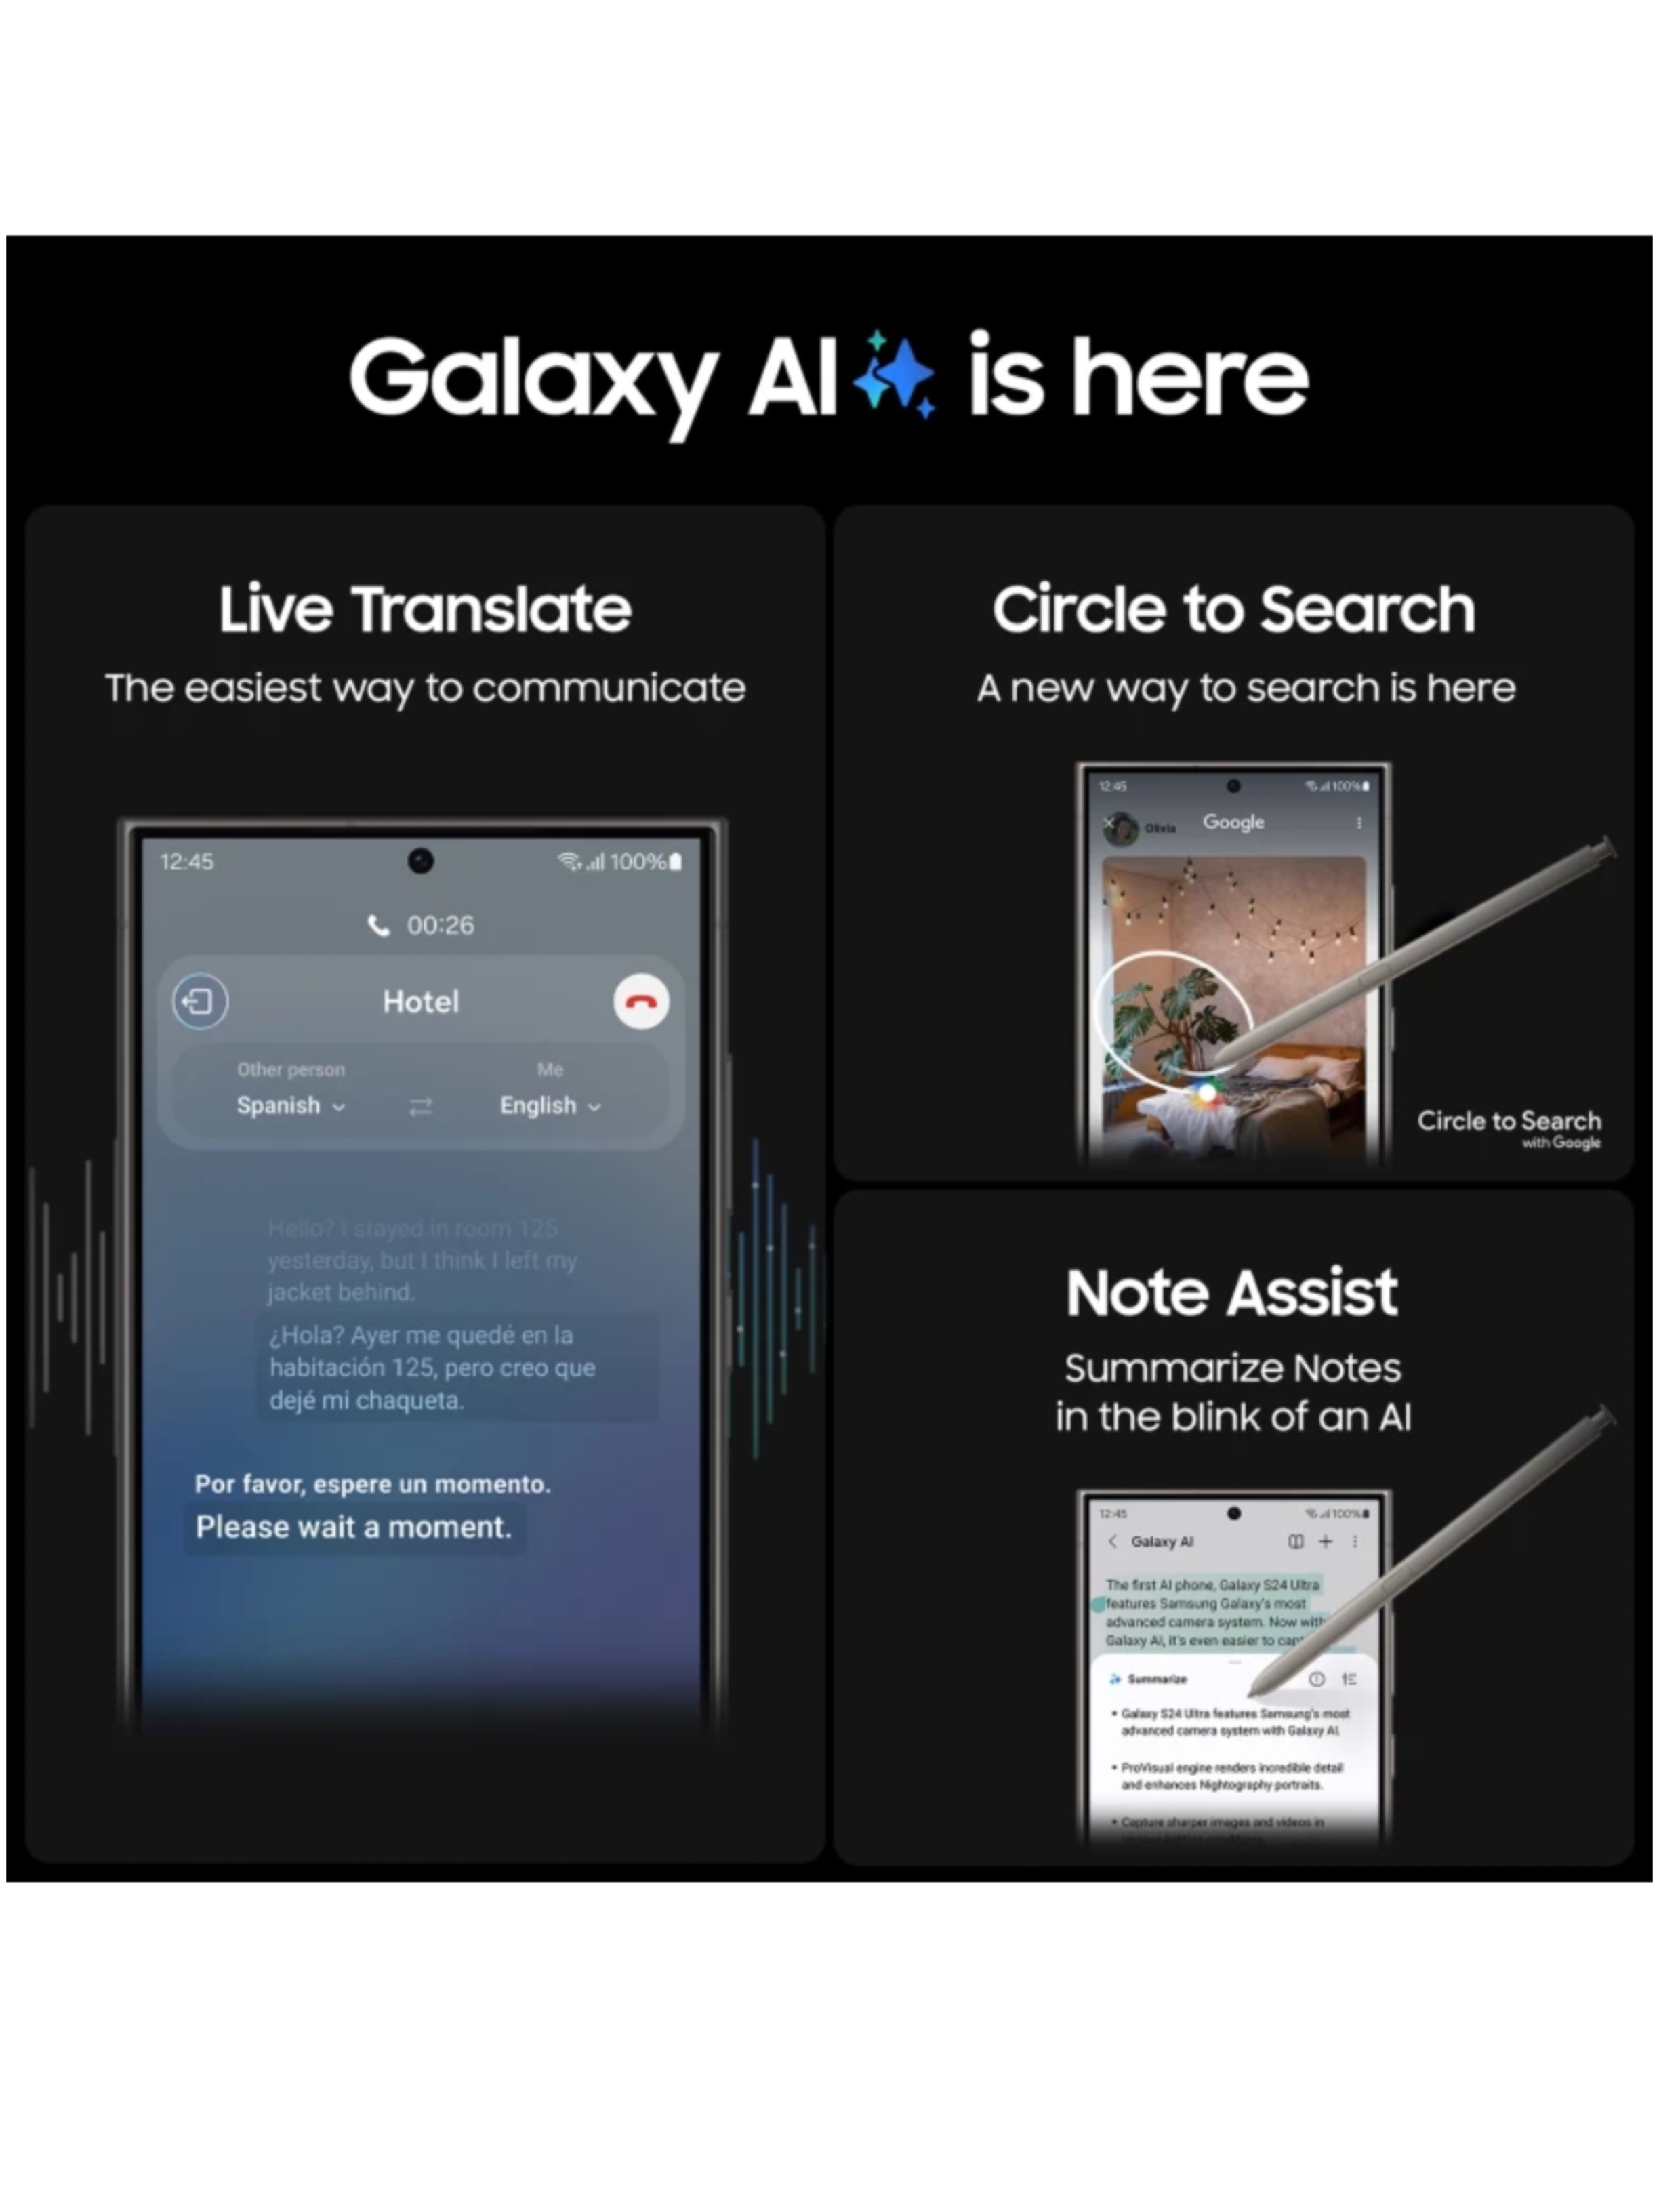 Galaxy AI is here
Live Translate
The easiest way to communicate
12:45
100%
00:26
Hotel
Other person
Me
Spanish
English
Hello? I stayed in room 125
yesterday, but I think I left my
jacket behind.
¿Hola? Ayer me quedé en la
habitación 125, pero creo que
dejé mi chaqueta.
Por favor, espere un momento.
Please wait a moment.
Circle to Search
A new way to search is here
12:45
100%
Olivia
Google
Circle to Search
with Google
Note Assist
Summarize Notes
in the blink of an AI
12:45
100%
Galaxy AI
The first AI phone, Galaxy S24 Ultra
features Samsung Galaxy's most
advanced camera system. Now with
Galaxy AI, it's even easier to
Summarize
• Galaxy S24 Ultra features Samsung's most
advanced camera system with Galaxy AI.
• ProVisual engine renders incredible detail
and enhances Nightography portraits.
• Capture sharper images and videos in